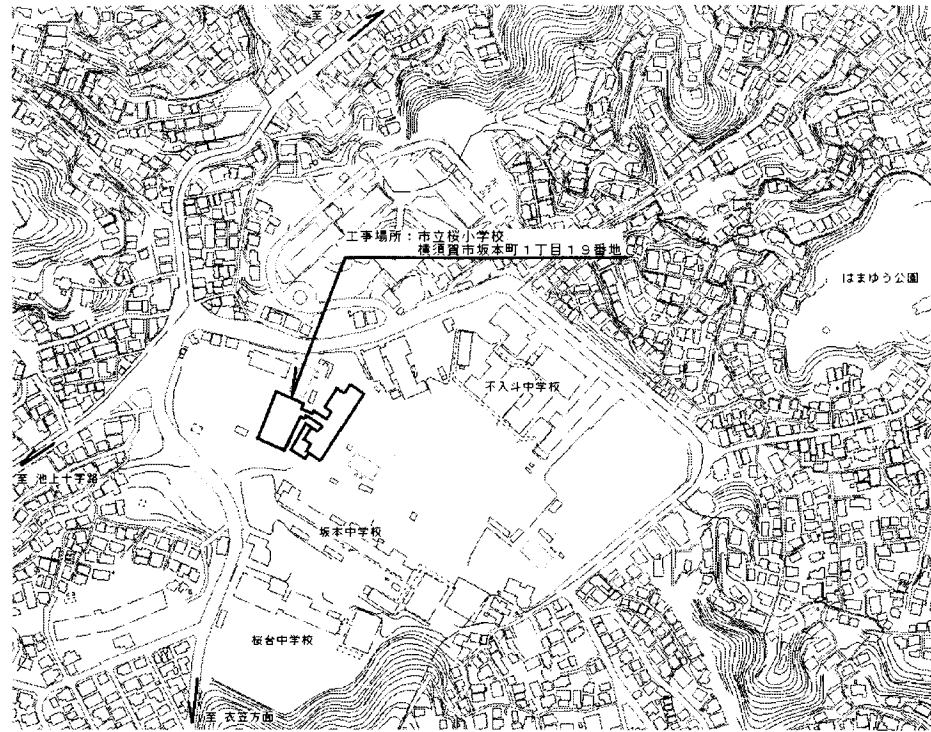 至 汐入
工事場所：市立桜小学校
横須賀市坂本町１丁目１９番地
はまゆう公園
不入斗中学校
至 池上十字路
坂本中学校
桜台中学校
至 衣笠方面